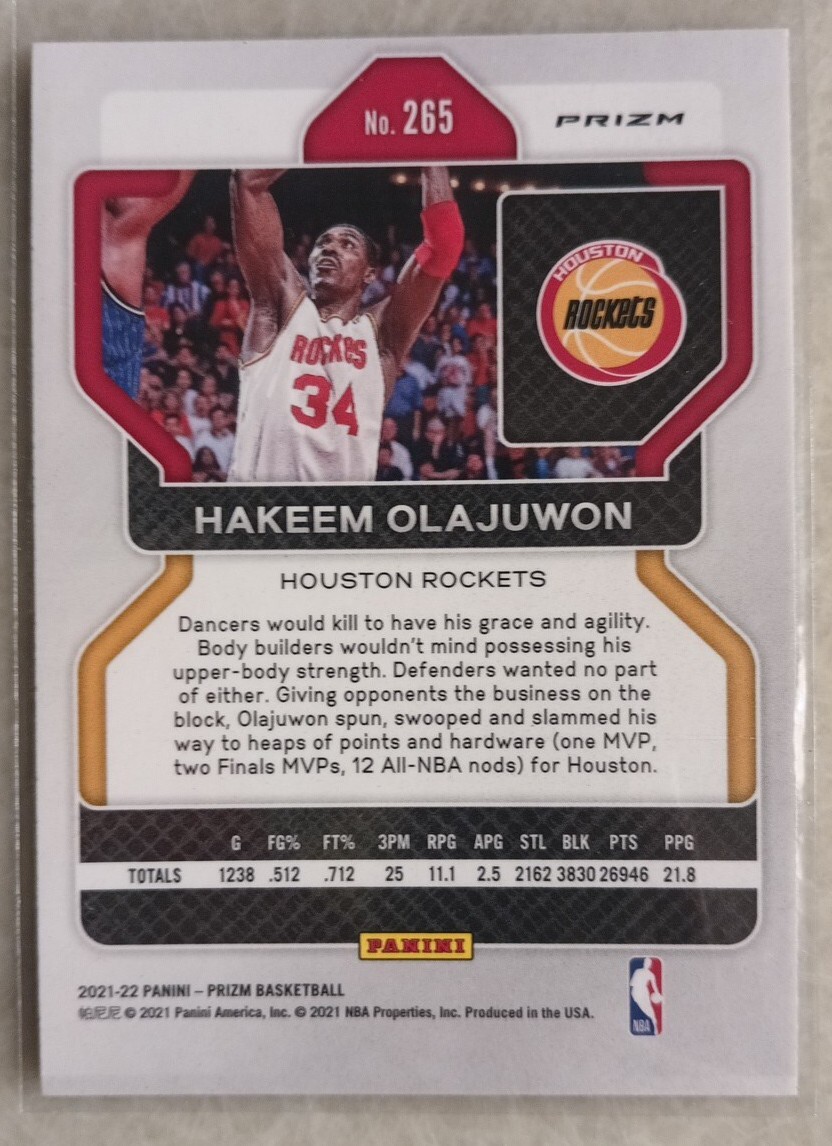 No. 265
PRIZM
HOUSTON
ROCKETS
ROCKETS
34
HAKEEM OLAJUWON
HOUSTON ROCKETS
Dancers would kill to have his grace and agility.
Body builders wouldn't mind possessing his
upper-body strength. Defenders wanted no part
of either. Giving opponents the business on the
block, Olajuwon spun, swooped and slammed his
way to heaps of points and hardware (one MVP,
two Finals MVPs, 12 All-NBA nods) for Houston.
G FG% FT% 3PM RPG APG STL BLK PTS PPG
TOTALS 1238 .512 .712 25 11.1 2.5 2162 3830 26946 21.8
PANINI
2021-22 PANINI – PRIZM BASKETBALL
帕尼尼 © 2021 Panini America, Inc. © 2021 NBA Properties, Inc. Produced in the USA.
NBA